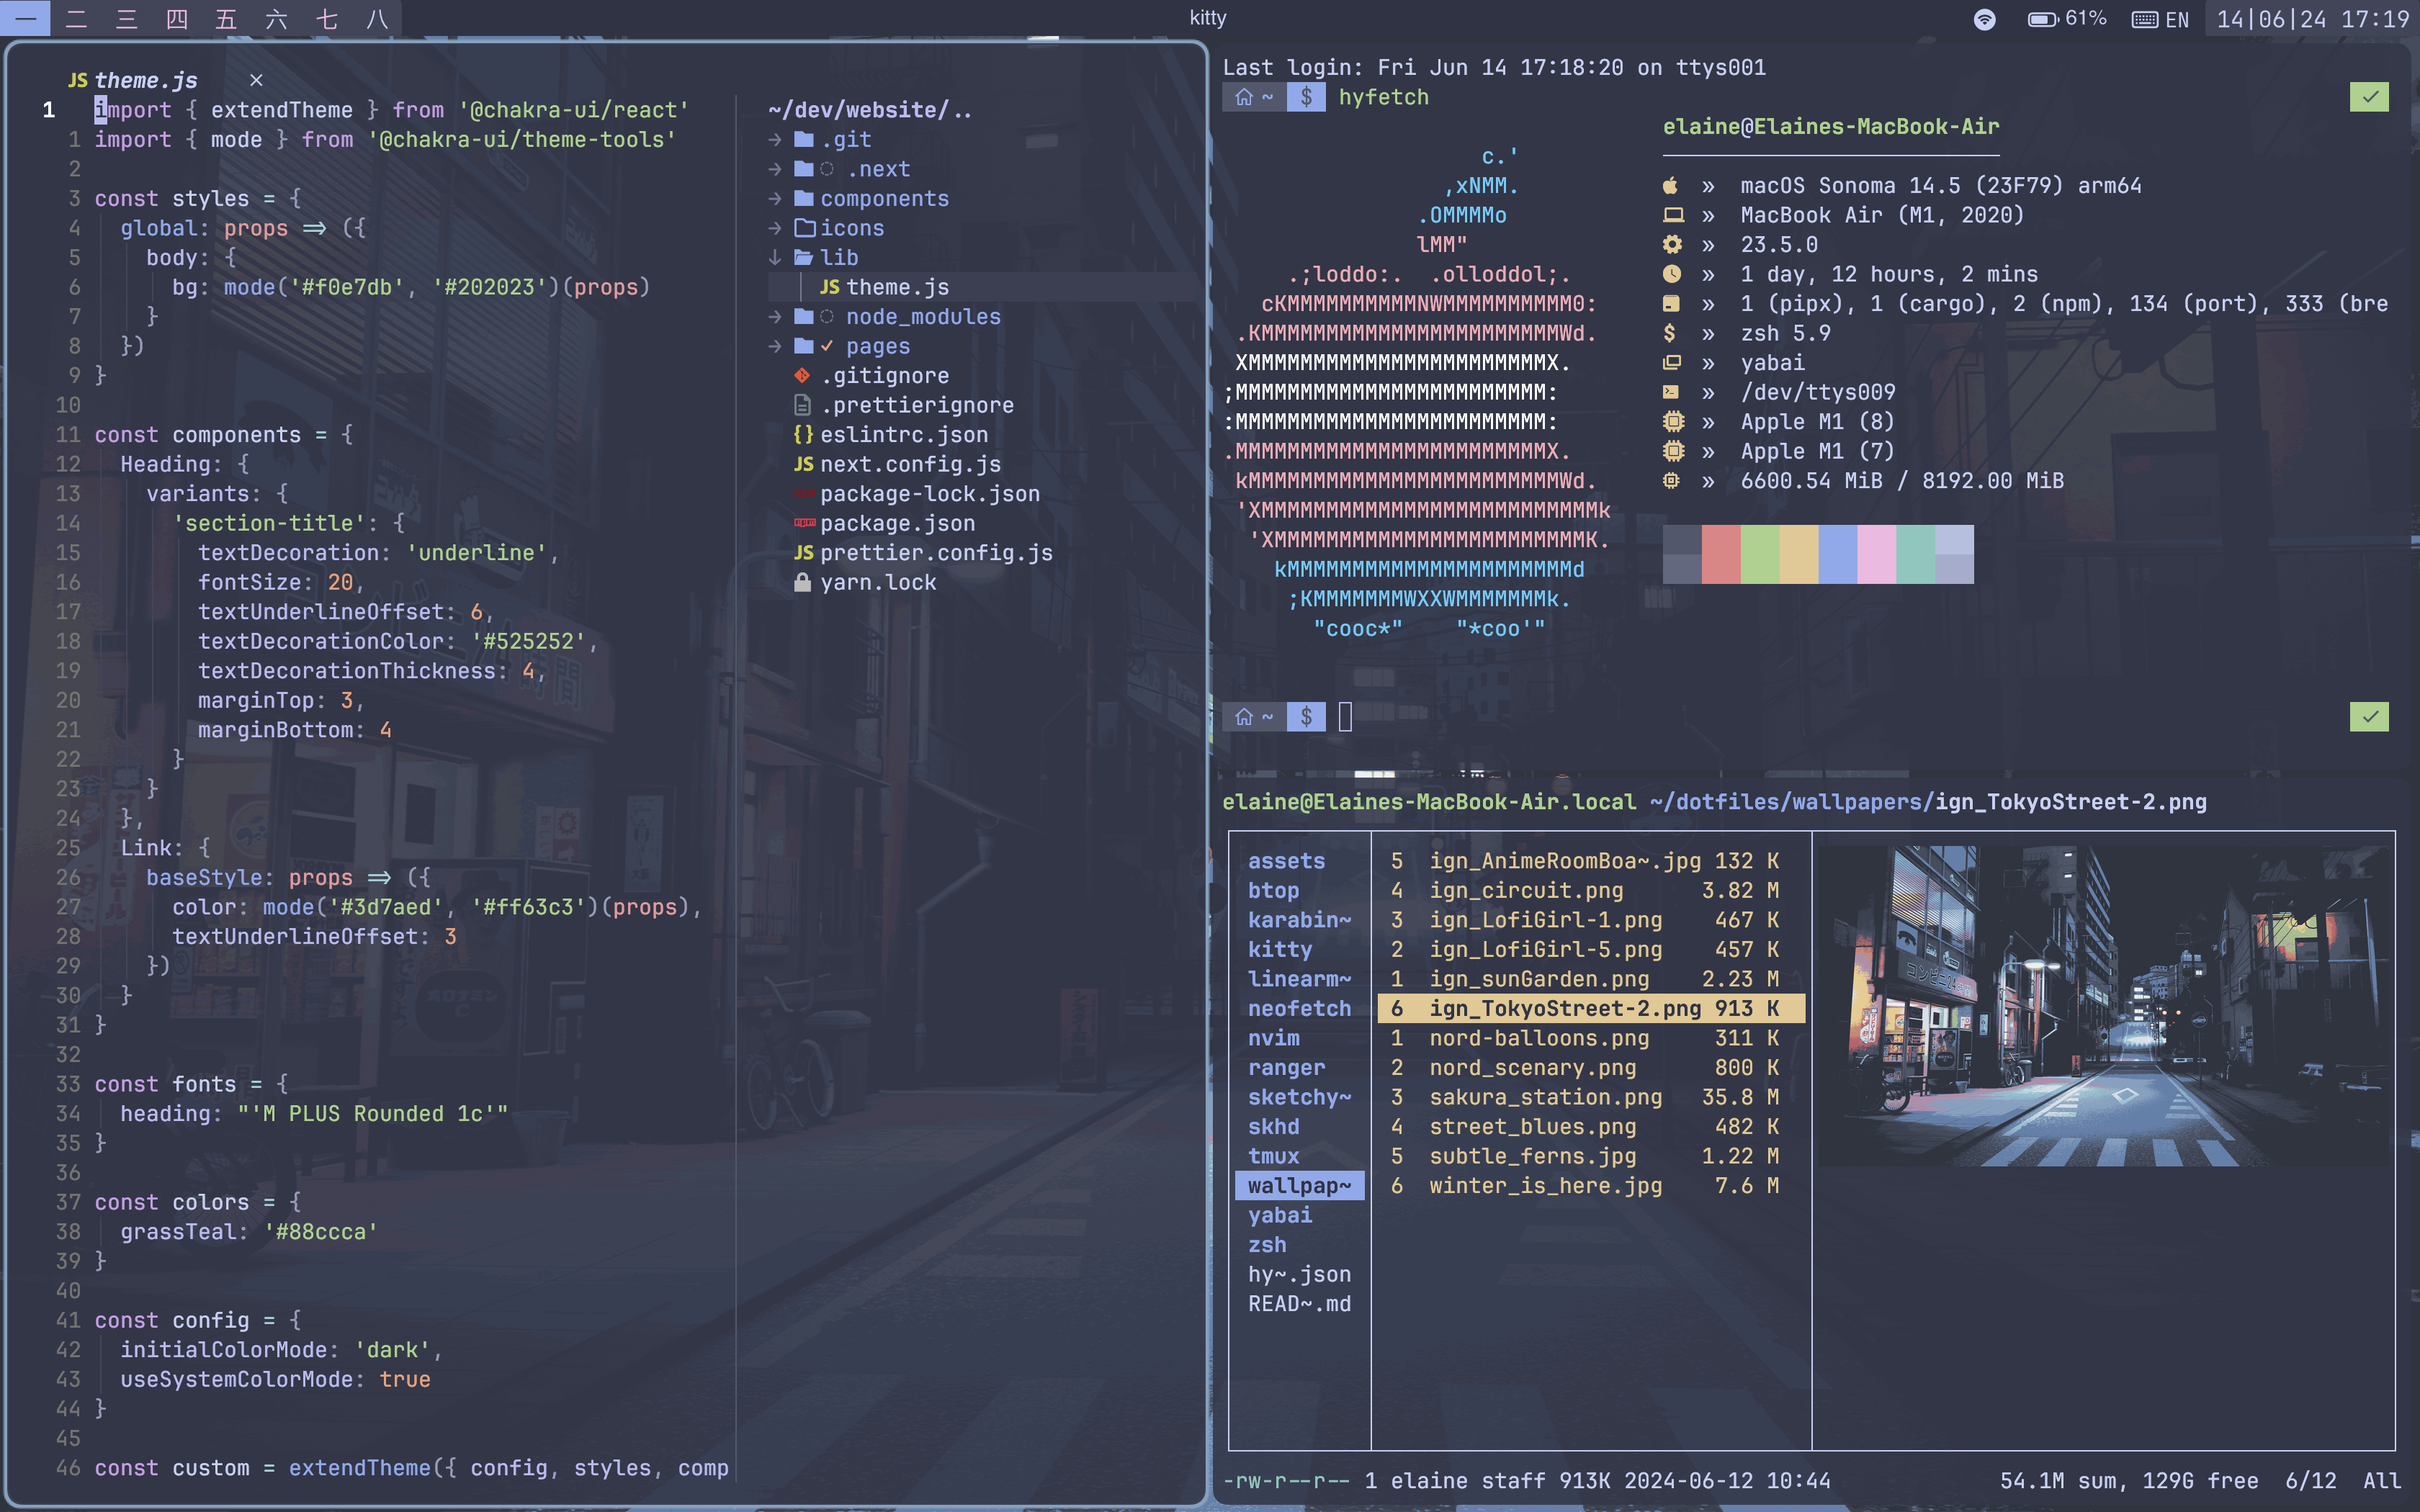 一 二 三 四 五 六 七 八
kitty
61% EN 14|06|24 17:19
JS theme.js ×
1 import { extendTheme } from '@chakra-ui/react'
1 import { mode } from '@chakra-ui/theme-tools'
2
3 const styles = {
4 global: props => ({
5 body: {
6 bg: mode('#f0e7db', '#202023')(props)
7 }
8 })
9 }
10
11 const components = {
12 Heading: {
13 variants: {
14 'section-title': {
15 textDecoration: 'underline',
16 fontSize: 20,
17 textUnderlineOffset: 6,
18 textDecorationColor: '#525252',
19 textDecorationThickness: 4,
20 marginTop: 3,
21 marginBottom: 4
22 }
23 }
24 },
25 Link: {
26 baseStyle: props => ({
27 color: mode('#3d7aed', '#ff63c3')(props),
28 textUnderlineOffset: 3
29 })
30 }
31 }
32
33 const fonts = {
34 heading: "'M PLUS Rounded 1c'"
35 }
36
37 const colors = {
38 grassTeal: '#88ccca'
39 }
40
41 const config = {
42 initialColorMode: 'dark',
43 useSystemColorMode: true
44 }
45
46 const custom = extendTheme({ config, styles, comp
~/dev/website/..
.git
.next
components
icons
lib
JS theme.js
node_modules
pages
.gitignore
.prettierignore
{} eslintrc.json
JS next.config.js
package-lock.json
package.json
JS prettier.config.js
yarn.lock
Last login: Fri Jun 14 17:18:20 on ttys001
~ $ hyfetch
c.'
,xNMM.
.OMMMMo
lMM"
.;loddo:.  .olloddol;.
cKMMMMMMMMMMNWMMMMMMMMMM0:
.KMMMMMMMMMMMMMMMMMMMMMMMWd.
XMMMMMMMMMMMMMMMMMMMMMMMX.
;MMMMMMMMMMMMMMMMMMMMMMMM:
:MMMMMMMMMMMMMMMMMMMMMMMM:
.MMMMMMMMMMMMMMMMMMMMMMMMX.
kMMMMMMMMMMMMMMMMMMMMMMMMWd.
'XMMMMMMMMMMMMMMMMMMMMMMMMMMk
'XMMMMMMMMMMMMMMMMMMMMMMMMK.
kMMMMMMMMMMMMMMMMMMMMMMd
;KMMMMMMMWXXWMMMMMMMk.
"cooc*"    "*coo'"
elaine@Elaines-MacBook-Air
» macOS Sonoma 14.5 (23F79) arm64
» MacBook Air (M1, 2020)
» 23.5.0
» 1 day, 12 hours, 2 mins
» 1 (pipx), 1 (cargo), 2 (npm), 134 (port), 333 (bre
» zsh 5.9
» yabai
» /dev/ttys009
» Apple M1 (8)
» Apple M1 (7)
» 6600.54 MiB / 8192.00 MiB
~ $
elaine@Elaines-MacBook-Air.local ~/dotfiles/wallpapers/ign_TokyoStreet-2.png
assets
btop
karabin~
kitty
linearm~
neofetch
nvim
ranger
sketchy~
skhd
tmux
wallpap~
yabai
zsh
hy~.json
READ~.md
5 ign_AnimeRoomBoa~.jpg 132 K
4 ign_circuit.png 3.82 M
3 ign_LofiGirl-1.png 467 K
2 ign_LofiGirl-5.png 457 K
1 ign_sunGarden.png 2.23 M
6 ign_TokyoStreet-2.png 913 K
1 nord-balloons.png 311 K
2 nord_scenary.png 800 K
3 sakura_station.png 35.8 M
4 street_blues.png 482 K
5 subtle_ferns.jpg 1.22 M
6 winter_is_here.jpg 7.6 M
コンビニ24
-rw-r--r-- 1 elaine staff 913K 2024-06-12 10:44 54.1M sum, 129G free 6/12 All